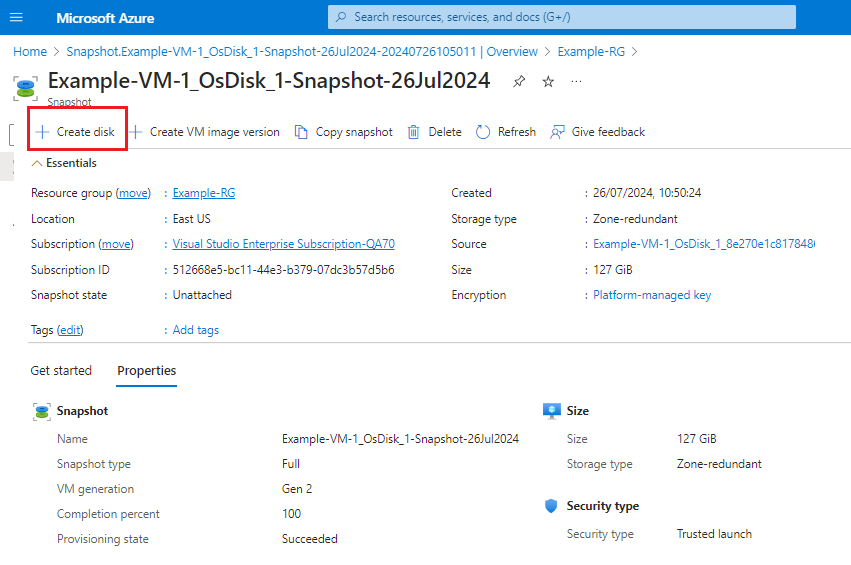 Microsoft Azure
Search resources, services, and docs (G+/)
Home > Snapshot.Example-VM-1_OsDisk_1-Snapshot-26Jul2024-20240726105011 | Overview > Example-RG >
Example-VM-1_OsDisk_1-Snapshot-26Jul2024
Snapshot
Create disk Create VM image version Copy snapshot Delete Refresh Give feedback
Essentials
Resource group (move) : Example-RG
Created : 26/07/2024, 10:50:24
Location : East US
Storage type : Zone-redundant
Subscription (move) : Visual Studio Enterprise Subscription-QA70
Source : Example-VM-1_OsDisk_1_8e270e1c8178486
Subscription ID : 512668e5-bc11-44e3-b379-07dc3b57d5b6
Size : 127 GiB
Snapshot state : Unattached
Encryption : Platform-managed key
Tags (edit) : Add tags
Get started Properties
Snapshot
Name Example-VM-1_OsDisk_1-Snapshot-26Jul2024
Snapshot type Full
VM generation Gen 2
Completion percent 100
Provisioning state Succeeded
Size
Size 127 GiB
Storage type Zone-redundant
Security type
Security type Trusted launch